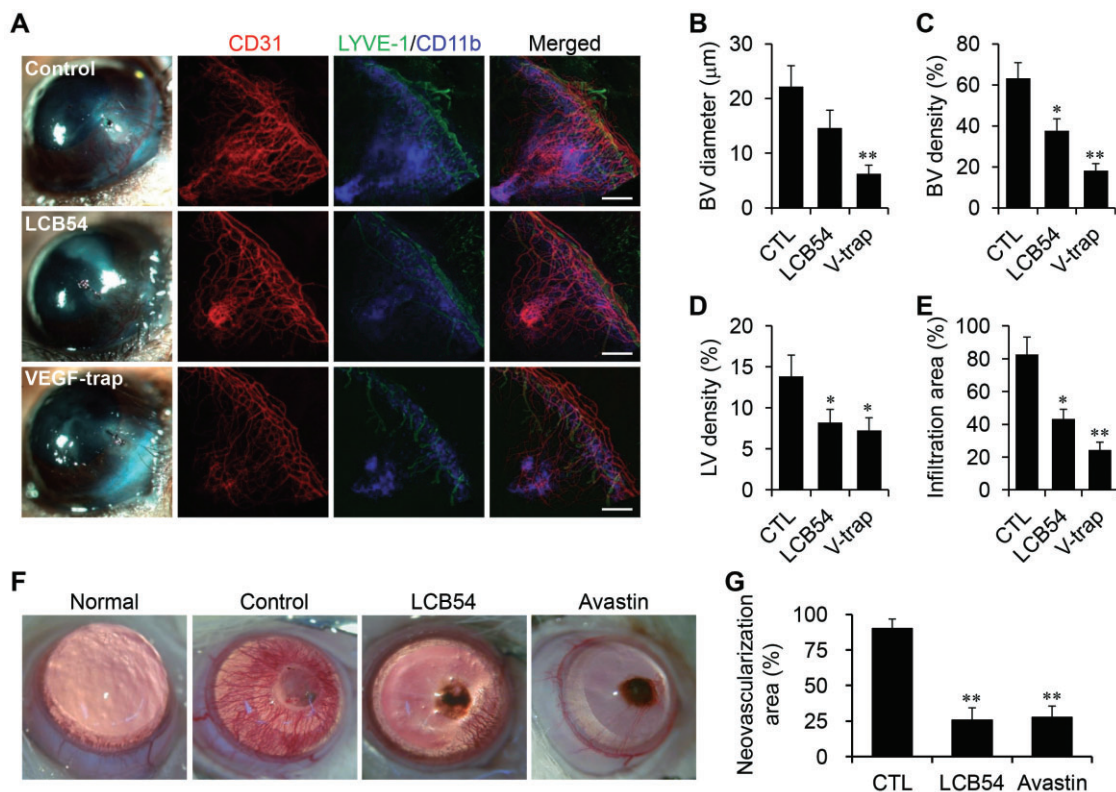 A
CD31
LYVE-1/CD11b
Merged
Control
LCB54
VEGF-trap
B
BV diameter (μm)
30
20
10
0
CTL
LCB54
V-trap
**
C
BV density (%)
80
60
40
20
0
CTL
LCB54
V-trap
*
**
D
LV density (%)
20
15
10
5
0
CTL
LCB54
V-trap
*
*
E
Infiltration area (%)
100
80
60
40
20
0
CTL
LCB54
V-trap
*
**
F
Normal
Control
LCB54
Avastin
G
Neovascularization
area (%)
100
75
50
25
0
CTL
LCB54
Avastin
**
**